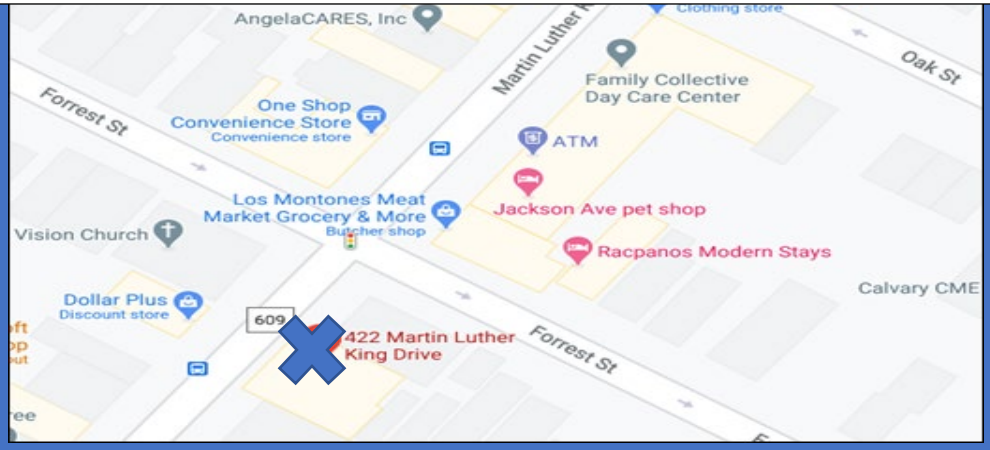 AngelaCARES, Inc
Clothing store
Martin Luther
Oak St
Family Collective
Day Care Center
Forrest St
One Shop
Convenience Store
Convenience store
ATM
Los Montones Meat
Market Grocery & More
Butcher shop
Jackson Ave pet shop
Vision Church
Racpanos Modern Stays
Calvary CME
Dollar Plus
Discount store
609
422 Martin Luther
King Drive
Forrest St